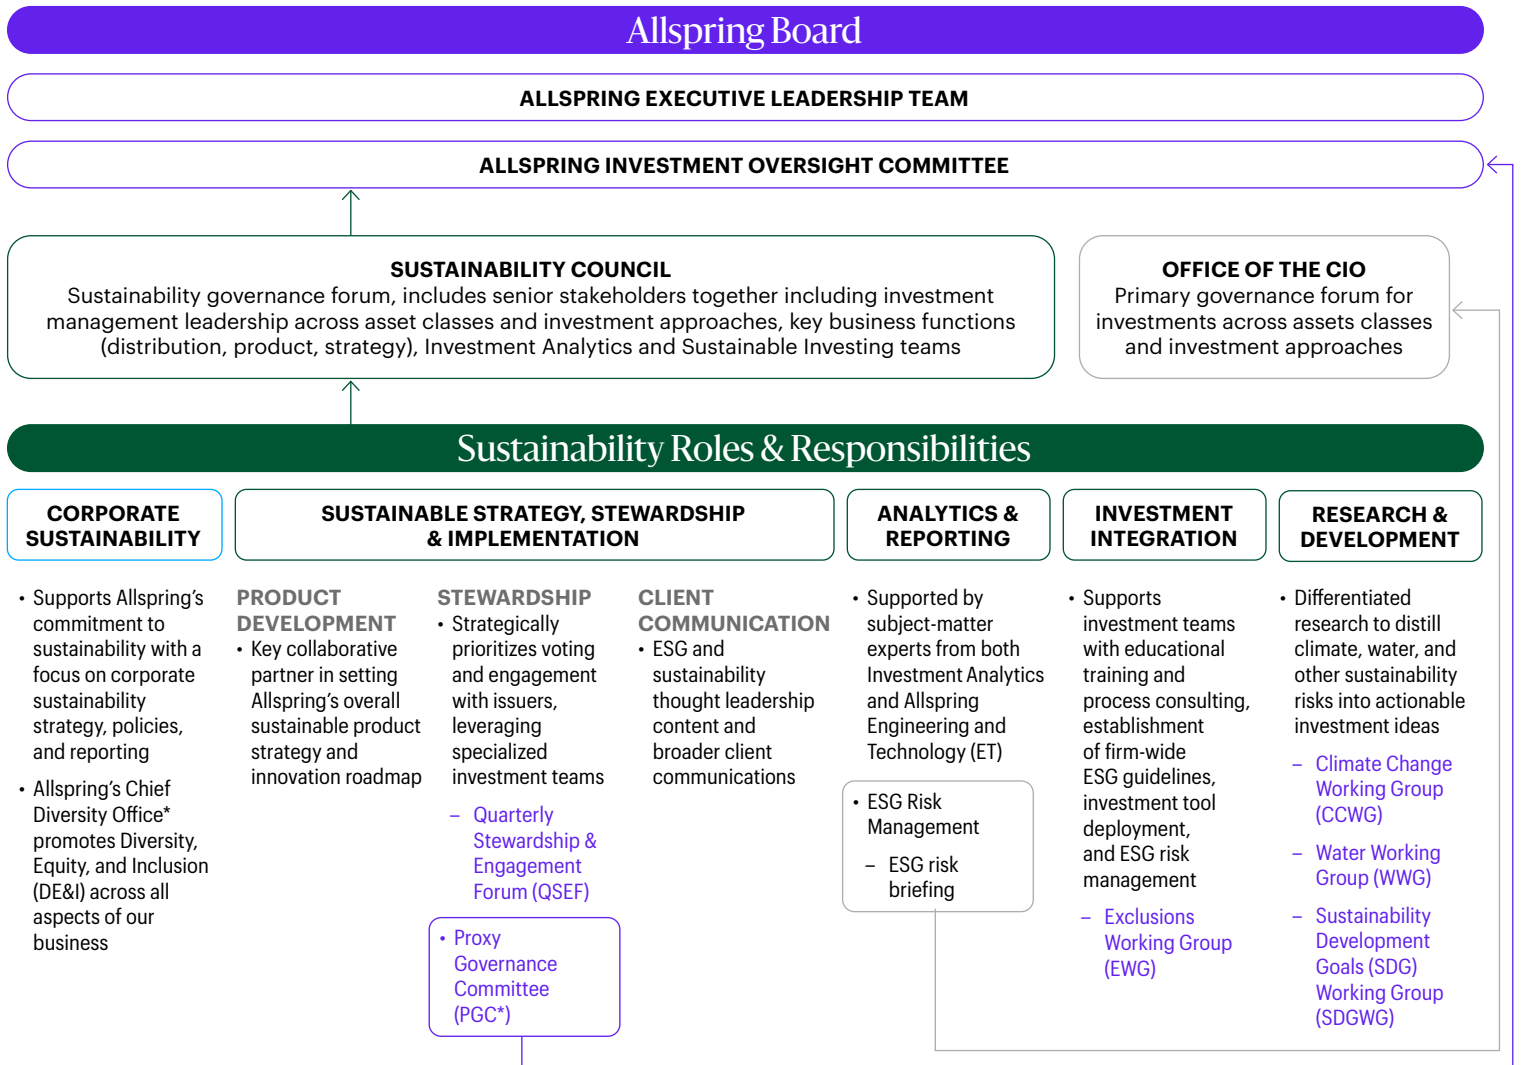 Allspring Board
ALLSPRING EXECUTIVE LEADERSHIP TEAM
ALLSPRING INVESTMENT OVERSIGHT COMMITTEE
SUSTAINABILITY COUNCIL
Sustainability governance forum, includes senior stakeholders together including investment
management leadership across asset classes and investment approaches, key business functions
(distribution, product, strategy), Investment Analytics and Sustainable Investing teams
OFFICE OF THE CIO
Primary governance forum for
investments across assets classes
and investment approaches
Sustainability Roles & Responsibilities
CORPORATE
SUSTAINABILITY
• Supports Allspring’s
commitment to
sustainability with a
focus on corporate
sustainability
strategy, policies,
and reporting
• Allspring’s Chief
Diversity Office*
promotes Diversity,
Equity, and Inclusion
(DE&I) across all
aspects of our
business
SUSTAINABLE STRATEGY, STEWARDSHIP
& IMPLEMENTATION
PRODUCT
DEVELOPMENT
• Key collaborative
partner in setting
Allspring’s overall
sustainable product
strategy and
innovation roadmap
STEWARDSHIP
• Strategically
prioritizes voting
and engagement
with issuers,
leveraging
specialized
investment teams
– Quarterly
Stewardship &
Engagement
Forum (QSEF)
• Proxy
Governance
Committee
(PGC*)
CLIENT
COMMUNICATION
• ESG and
sustainability
thought leadership
content and
broader client
communications
ANALYTICS &
REPORTING
• Supported by
subject-matter
experts from both
Investment Analytics
and Allspring
Engineering and
Technology (ET)
• ESG Risk
Management
– ESG risk
briefing
INVESTMENT
INTEGRATION
• Supports
investment teams
with educational
training and
process consulting,
establishment
of firm-wide
ESG guidelines,
investment tool
deployment,
and ESG risk
management
– Exclusions
Working Group
(EWG)
RESEARCH &
DEVELOPMENT
• Differentiated
research to distill
climate, water, and
other sustainability
risks into actionable
investment ideas
– Climate Change
Working Group
(CCWG)
– Water Working
Group (WWG)
– Sustainability
Development
Goals (SDG)
Working Group
(SDGWG)